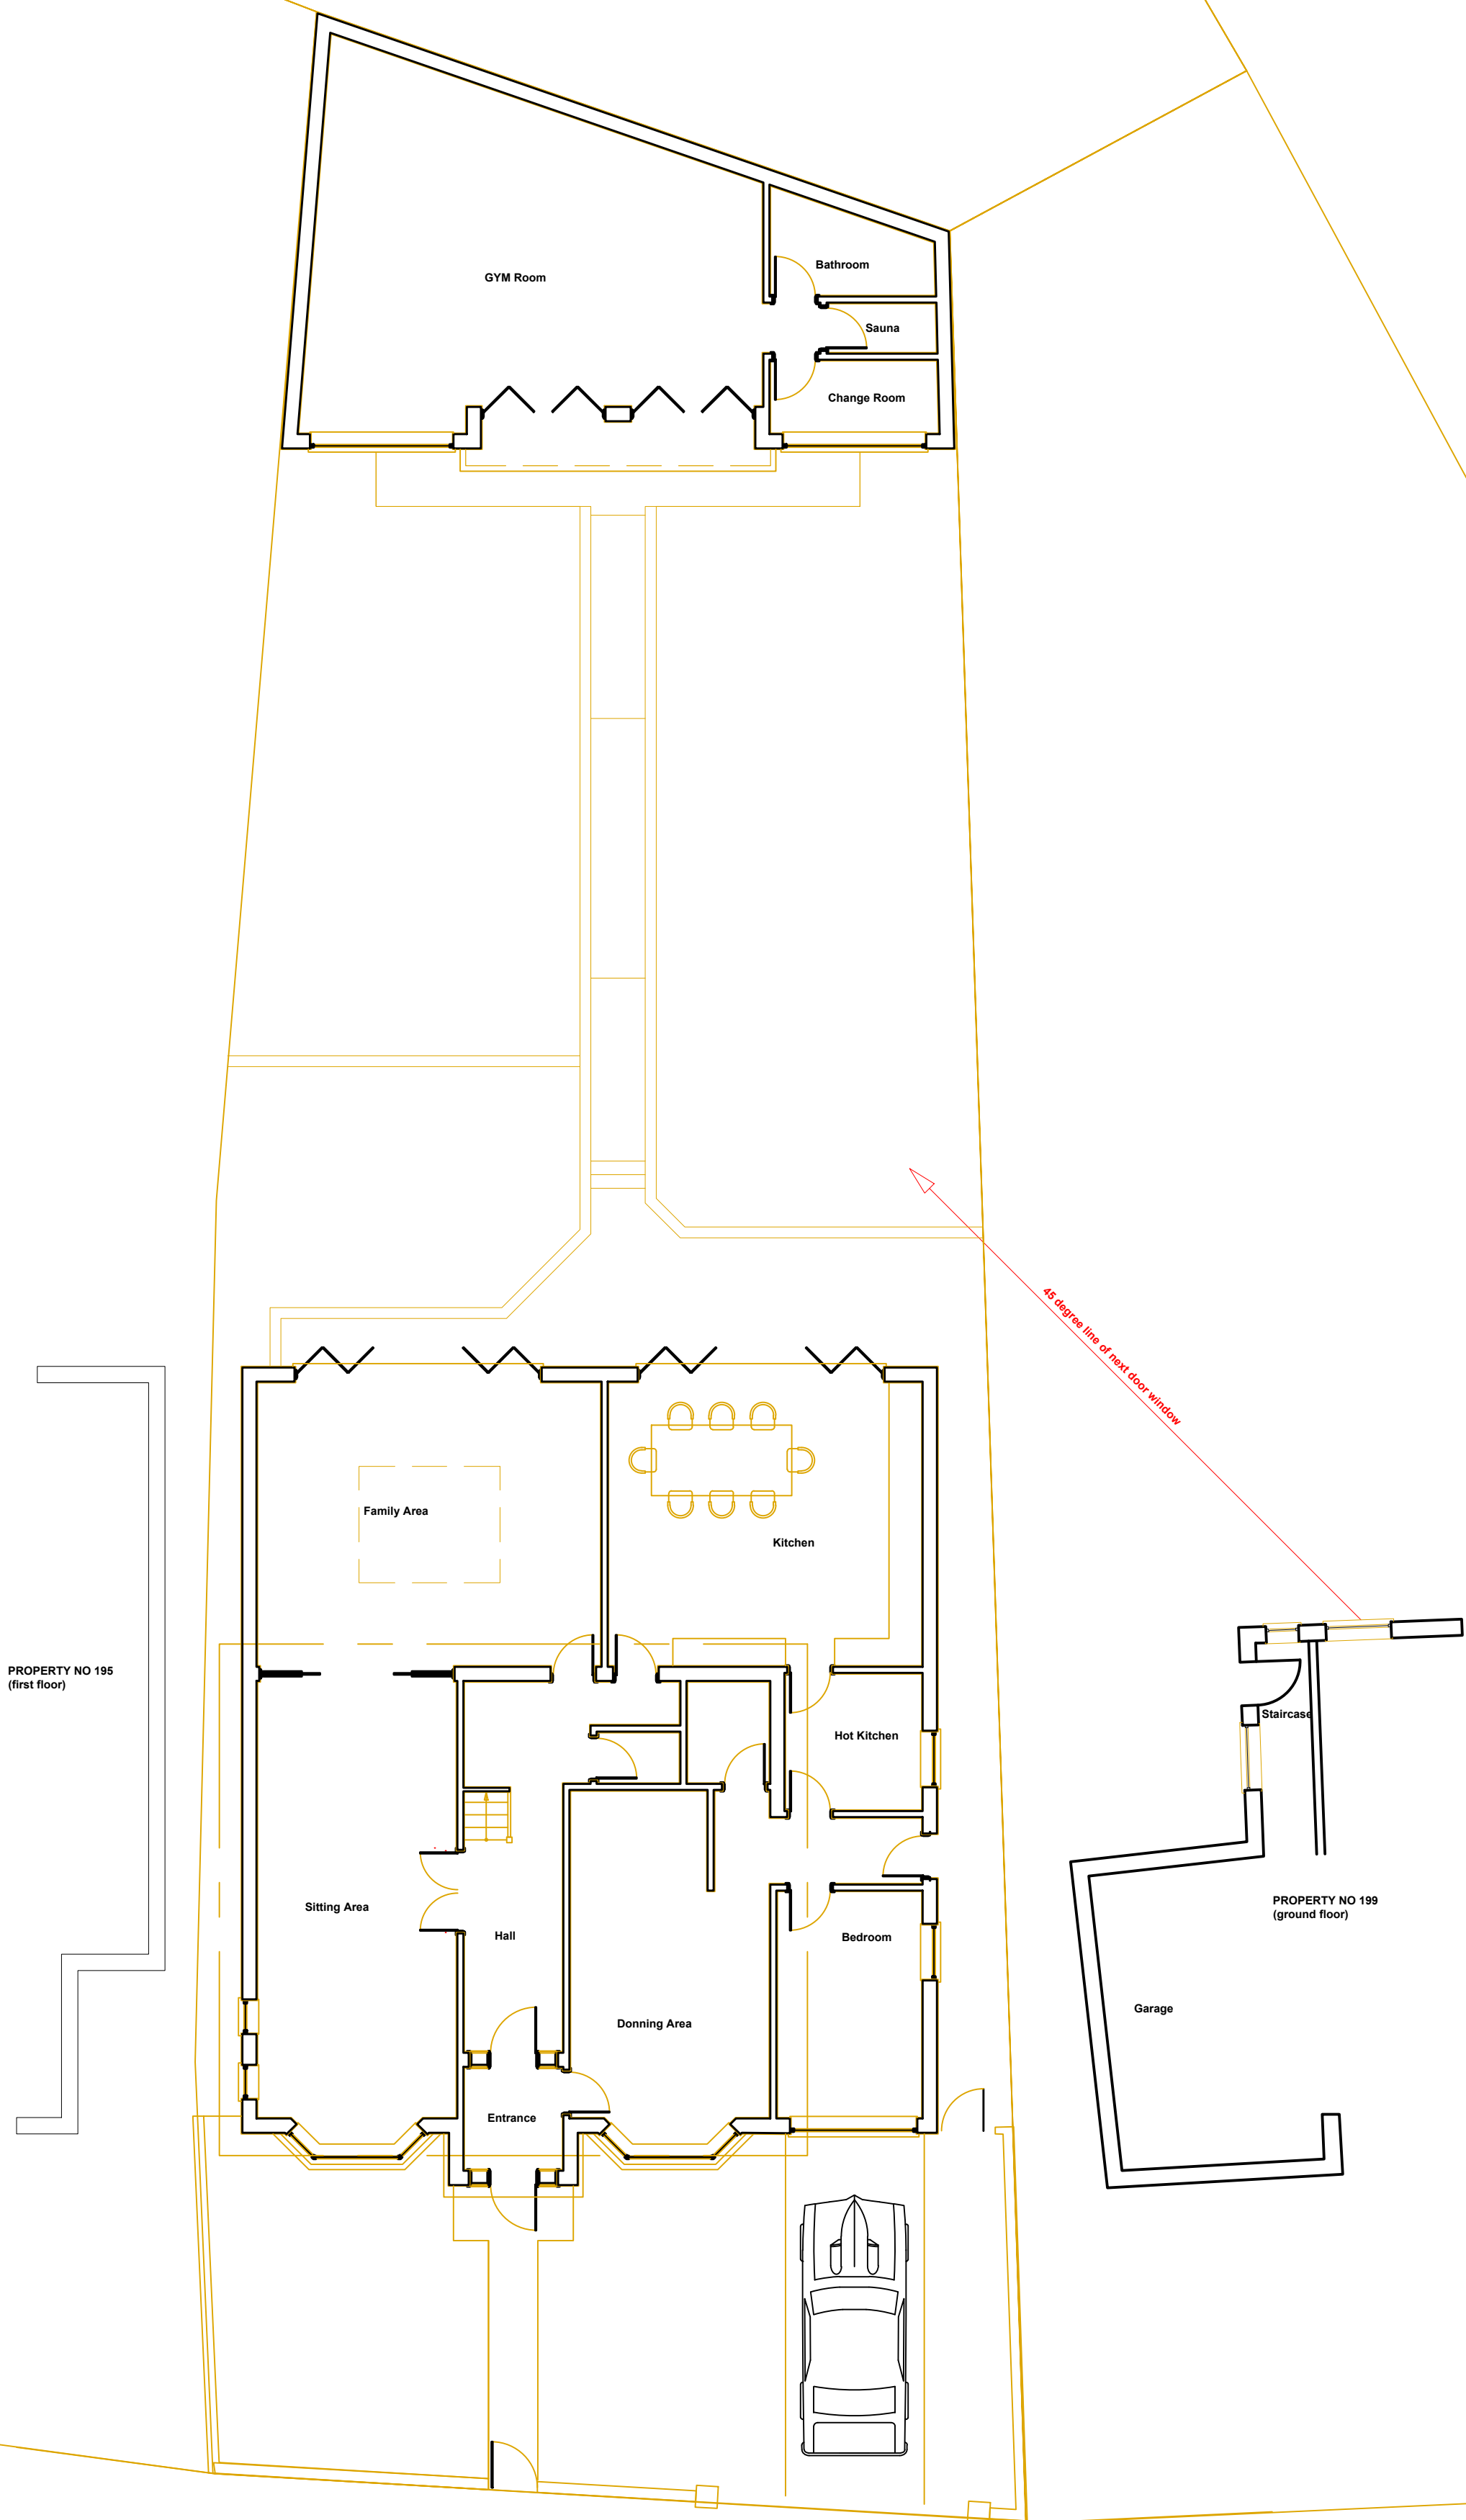 GYM Room
Bathroom
Sauna
Change Room
45 degree line of next door window
Family Area
Kitchen
PROPERTY NO 195
(first floor)
Staircase
Hot Kitchen
PROPERTY NO 199
(ground floor)
Sitting Area
Hall
Bedroom
Garage
Donning Area
Entrance